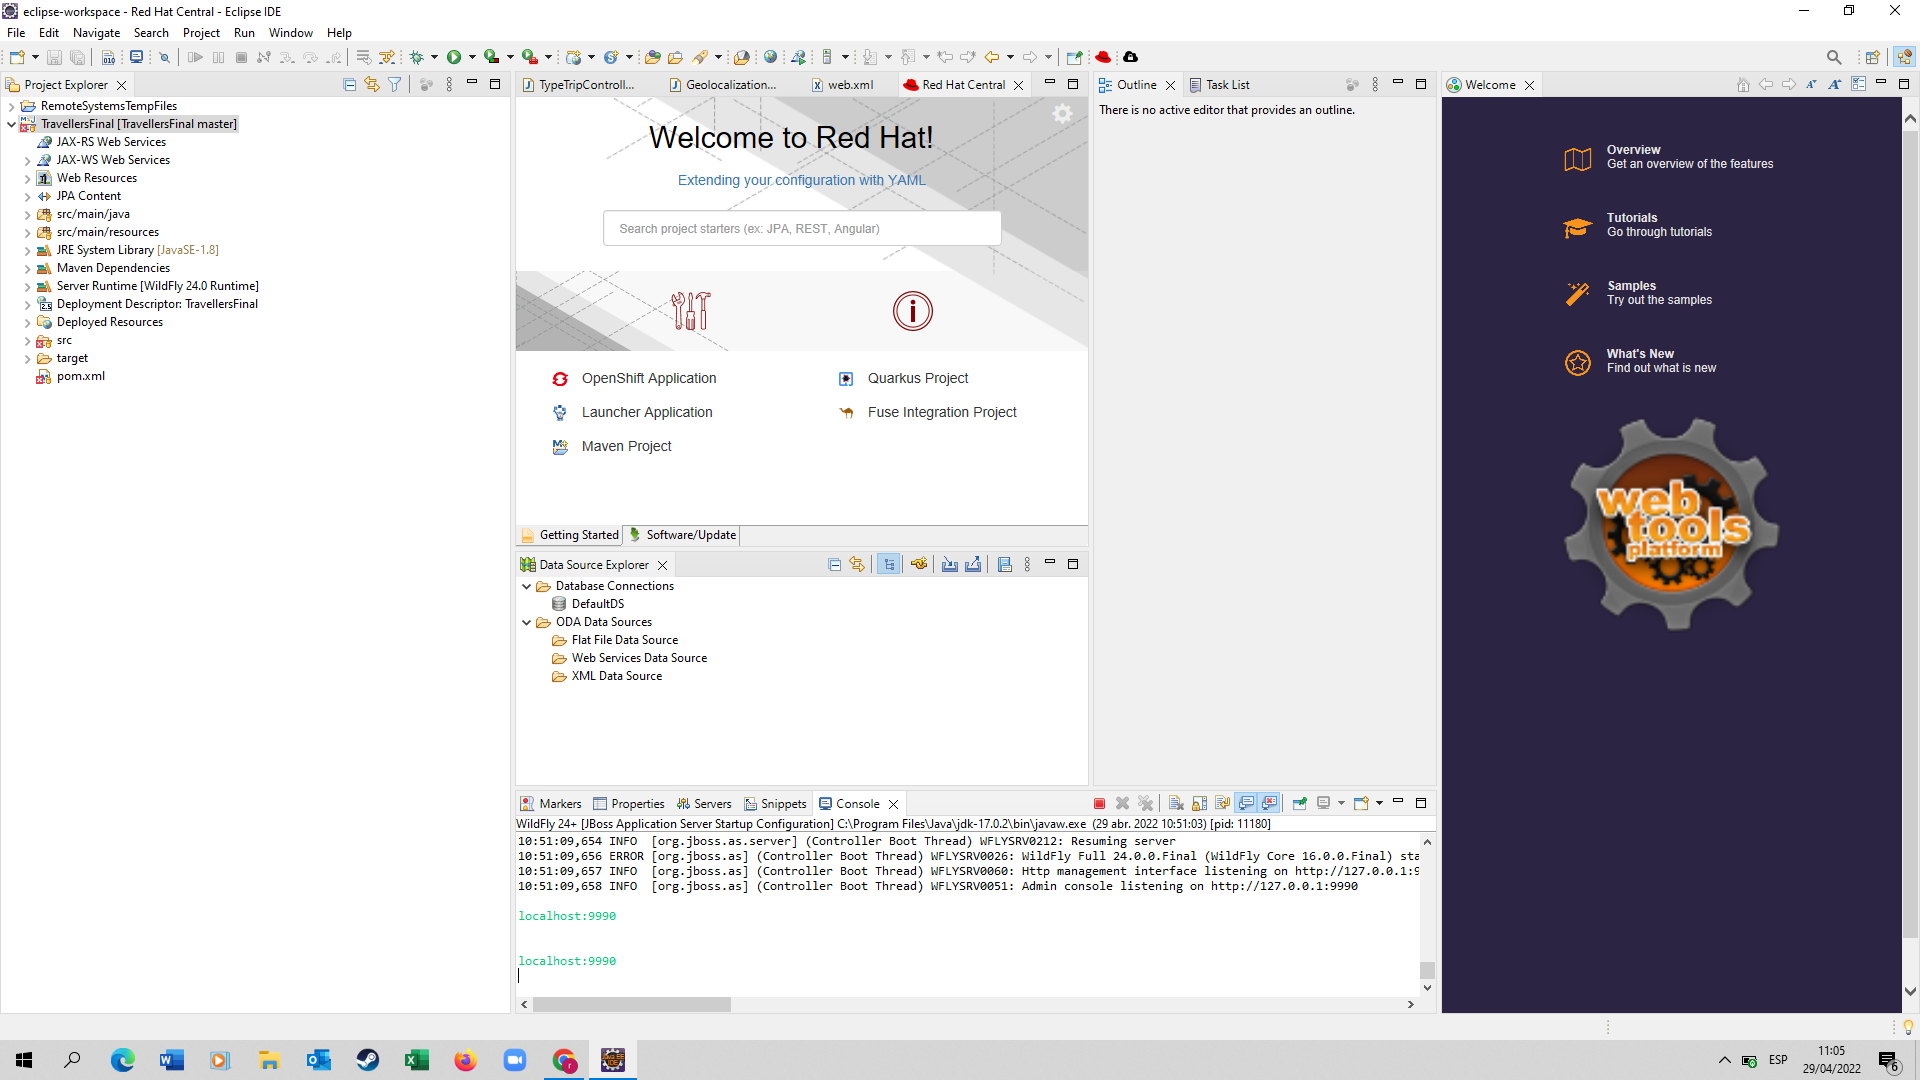 eclipse-workspace - Red Hat Central - Eclipse IDE
File Edit Navigate Search Project Run Window Help
Project Explorer
RemoteSystemsTempFiles
TravellersFinal [TravellersFinal master]
JAX-RS Web Services
JAX-WS Web Services
Web Resources
JPA Content
src/main/java
src/main/resources
JRE System Library [JavaSE-1.8]
Maven Dependencies
Server Runtime [WildFly 24.0 Runtime]
Deployment Descriptor: TravellersFinal
Deployed Resources
src
target
pom.xml
TypeTripControll... Geolocalization... web.xml Red Hat Central
Welcome to Red Hat!
Extending your configuration with YAML
Search project starters (ex: JPA, REST, Angular)
OpenShift Application
Quarkus Project
Launcher Application
Fuse Integration Project
Maven Project
Getting Started Software/Update
Data Source Explorer
Database Connections
DefaultDS
ODA Data Sources
Flat File Data Source
Web Services Data Source
XML Data Source
Outline Task List
There is no active editor that provides an outline.
Welcome
Overview
Get an overview of the features
Tutorials
Go through tutorials
Samples
Try out the samples
What's New
Find out what is new
web
tools
platform
Markers Properties Servers Snippets Console
WildFly 24+ [JBoss Application Server Startup Configuration] C:\Program Files\Java\jdk-17.0.2\bin\javaw.exe (29 abr. 2022 10:51:03) [pid: 11180]
10:51:09,654 INFO [org.jboss.as.server] (Controller Boot Thread) WFLYSRV0212: Resuming server
10:51:09,656 ERROR [org.jboss.as] (Controller Boot Thread) WFLYSRV0026: WildFly Full 24.0.0.Final (WildFly Core 16.0.0.Final) sta
10:51:09,657 INFO [org.jboss.as] (Controller Boot Thread) WFLYSRV0060: Http management interface listening on http://127.0.0.1:9
10:51:09,658 INFO [org.jboss.as] (Controller Boot Thread) WFLYSRV0051: Admin console listening on http://127.0.0.1:9990
localhost:9990
localhost:9990
ESP
11:05
29/04/2022
6